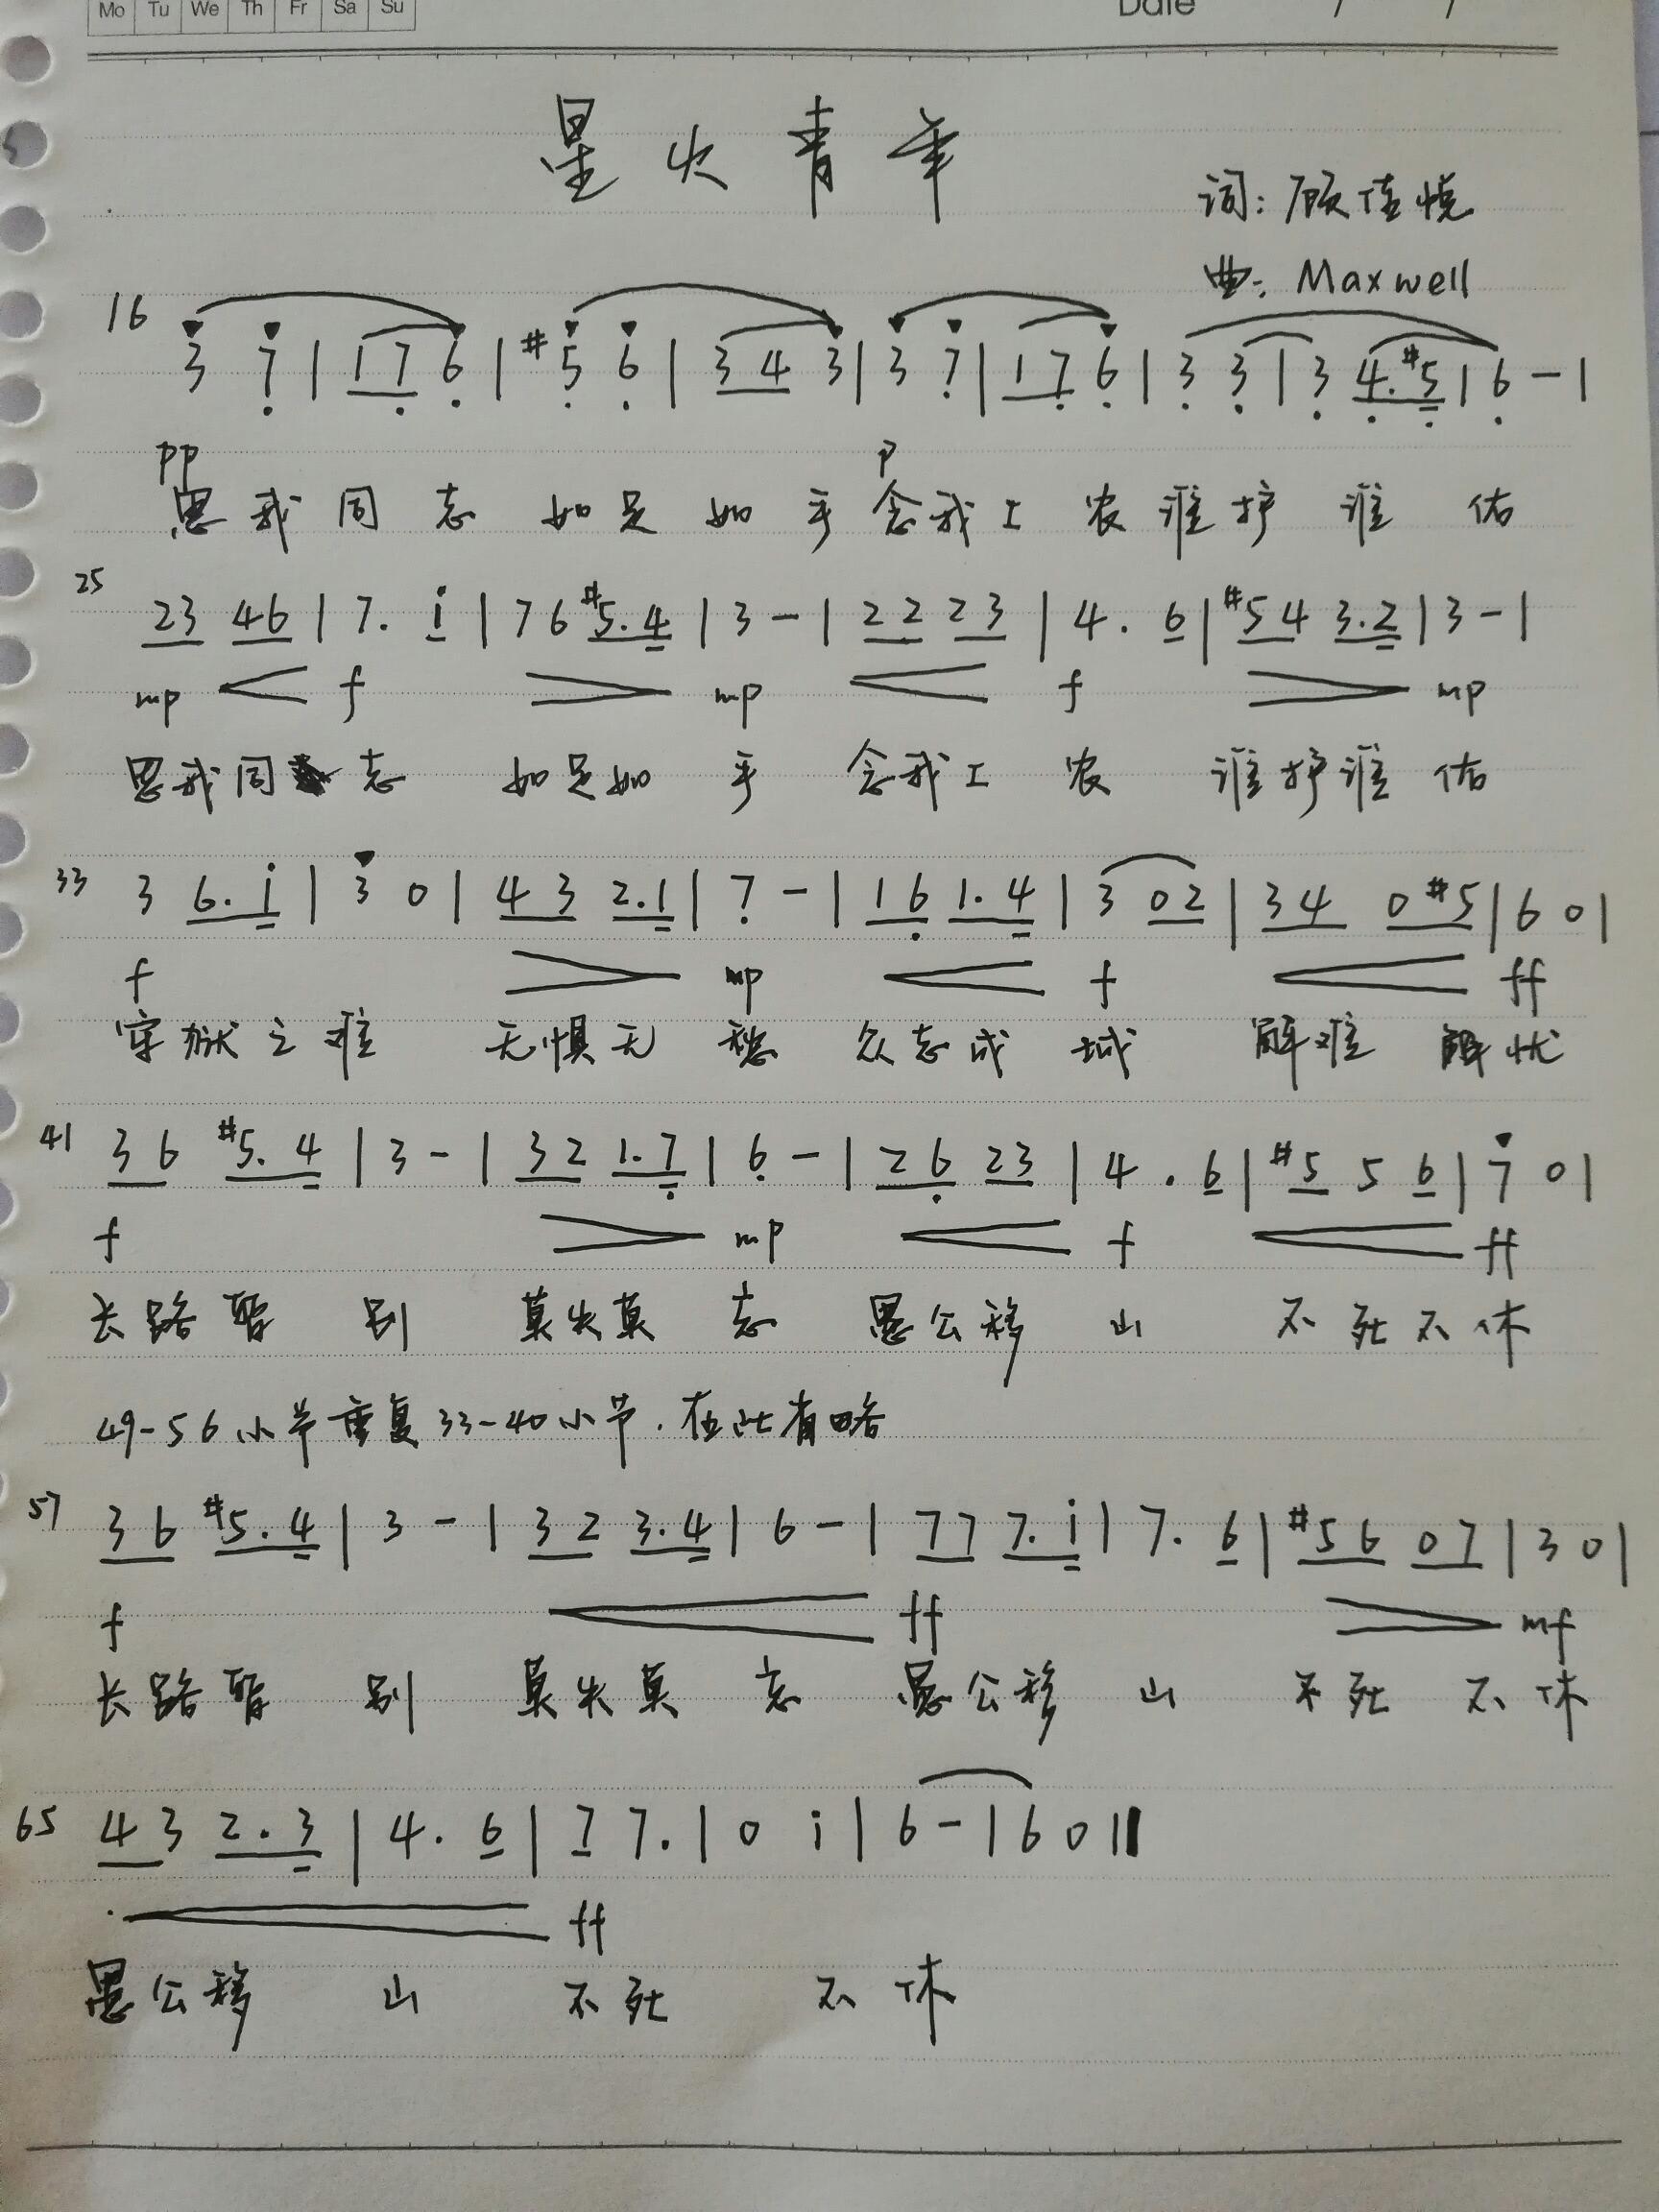 Mo Tu We Th Fr Sa Su
Date / /
星火青年
词: 顾佳悦
曲: Maxwell
16 3 7 | 1 7 6 | #5 6 | 3 4 3 | 3 7 | 1 7 6 | 3 3 | 3 4. #5 | 6 - |
pp p
思我同志 如足如手 念我工农 谁护谁佑
25 23 46 | 7. i | 76 #5.4 | 3 - | 22 23 | 4. 6 | #54 3.2 | 3 - |
mp < f > mp < f > mp
思我同志 如足如手 念我工农 谁护谁佑
33 3 6.i | 3 0 | 43 2.1 | 7 - | 16 1.4 | 3 02 | 34 0#5 | 6 0 |
f > mp < f < ff
牢狱之难 无惧无愁 众志成城 解难解忧
41 36 #5.4 | 3 - | 32 1.7 | 6 - | 26 23 | 4. 6 | #5 5 6 | 7 0 |
f > mp < f < ff
长路暂别 莫失莫忘 愚公移山 不死不休
49-56小节重复33-40小节.在此省略
57 36 #5.4 | 3 - | 32 3.4 | 6 - | 77 7.i | 7. 6 | #56 07 | 3 0 |
f < ff > mf
长路暂别 莫失莫忘 愚公移山 不死不休
65 43 2.3 | 4. 6 | 7 7. | 0 i | 6 - | 6 0 ||
< ff
愚公移山 不死 不休